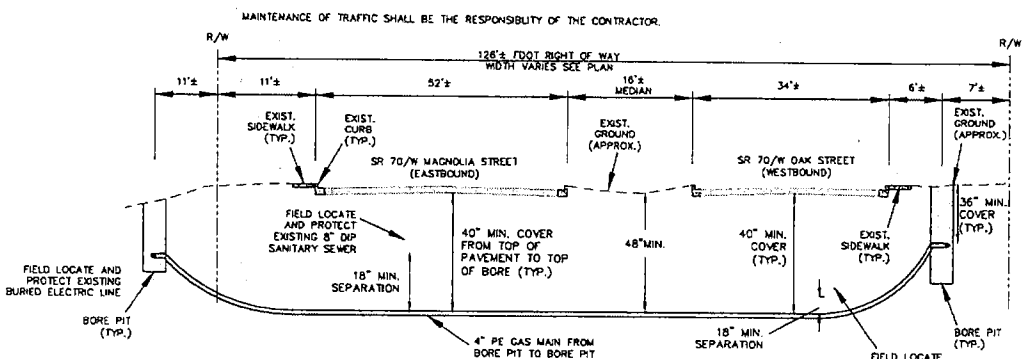 MAINTENANCE OF TRAFFIC SHALL BE THE RESPONSIBLITY OF THE CONTRACTOR.
R/W
R/W
126'± FOOT RIGHT OF WAY
WIDTH VARIES SEE PLAN
11'±
11'±
52'±
16'±
MEDIAN
34'±
6'±
7'±
EXIST.
SIDEWALK
(TYP.)
EXIST.
CURB
(TYP.)
EXIST.
GROUND
(APPROX.)
EXIST.
GROUND
(APPROX.)
SR 70/W MAGNOLIA STREET
(EASTBOUND)
SR 70/W OAK STREET
(WESTBOUND)
FIELD LOCATE
AND PROTECT
EXISTING 8" DIP
SANITARY SEWER
18" MIN.
SEPARATION
40" MIN. COVER
FROM TOP OF
PAVEMENT TO TOP
OF BORE (TYP.)
48"MIN.
40" MIN.
COVER
(TYP.)
EXIST.
SIDEWALK
(TYP.)
36" MIN.
COVER
(TYP.)
FIELD LOCATE AND
PROTECT EXISTING
BURIED ELECTRIC LINE
BORE PIT
(TYP.)
4" PE GAS MAIN FROM
BORE PIT TO BORE PIT
18" MIN.
SEPARATION
BORE PIT
(TYP.)
FIELD LOCATE